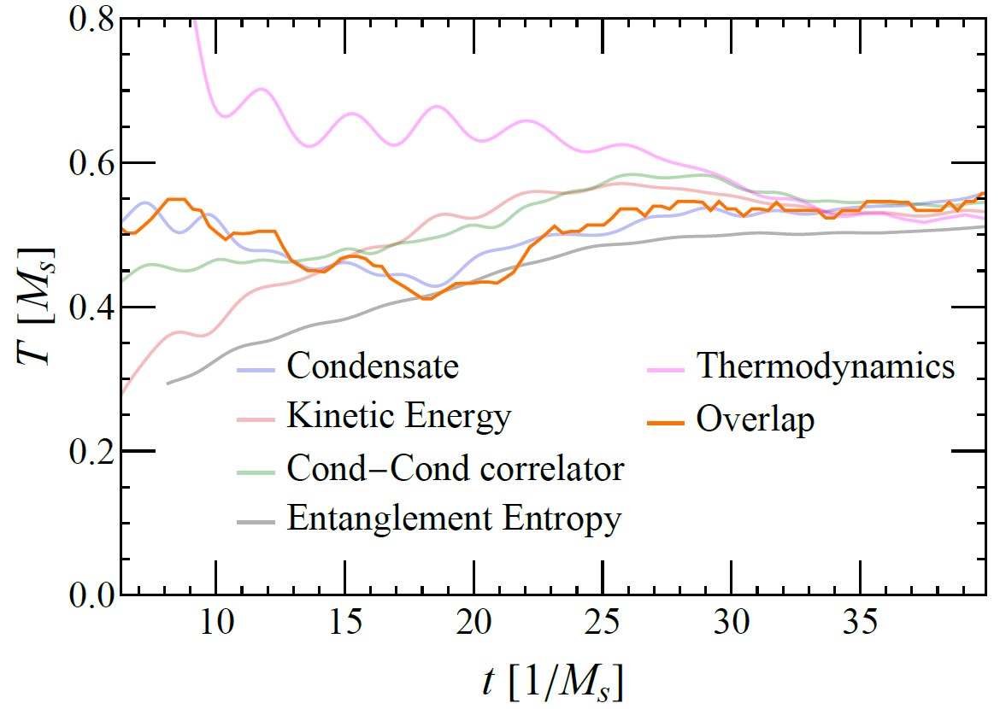 0.8
0.6
0.4
0.2
0.0
T [M_s]
Condensate
Kinetic Energy
Cond−Cond correlator
Entanglement Entropy
Thermodynamics
Overlap
10 15 20 25 30 35
t [1/M_s]